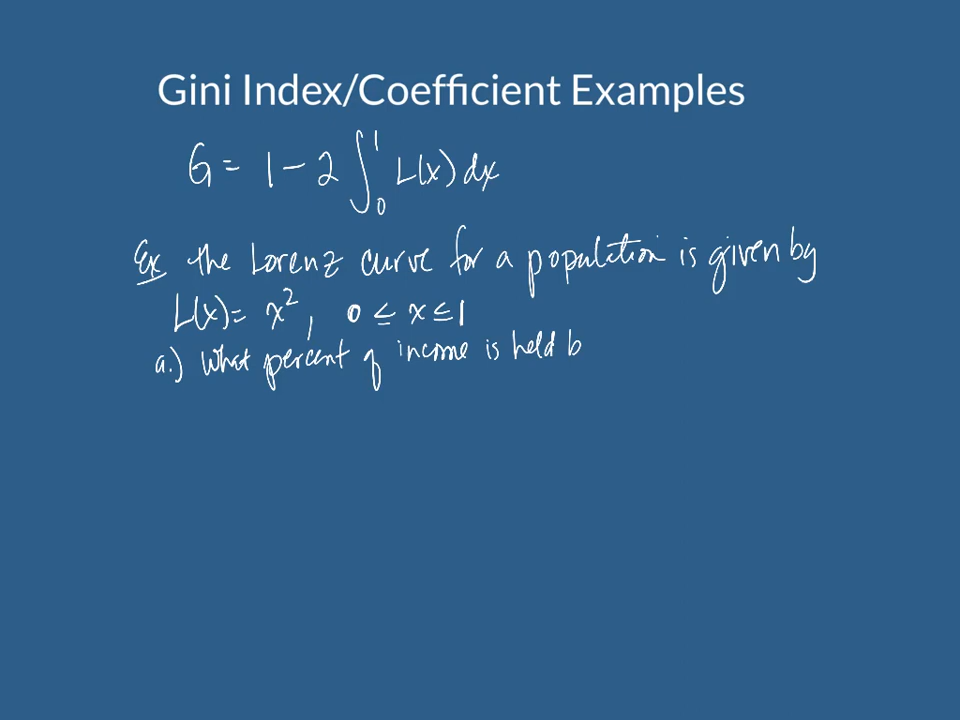 Gini Index/Coefficient Examples
G = 1 - 2 ∫₀¹ L(x) dx
Ex the Lorenz curve for a population is given by
L(x) = x², 0 ≤ x ≤ 1
a.) What percent of income is held b